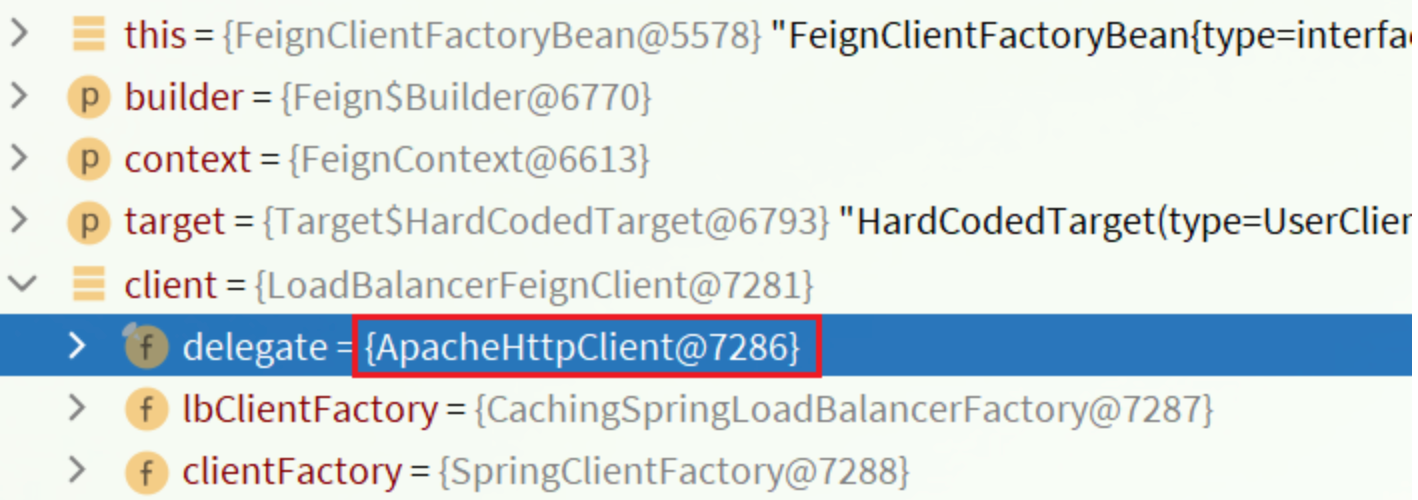 this = {FeignClientFactoryBean@5578} "FeignClientFactoryBean{type=interfac
p builder = {Feign$Builder@6770}
p context = {FeignContext@6613}
p target = {Target$HardCodedTarget@6793} "HardCodedTarget(type=UserClien
client = {LoadBalancerFeignClient@7281}
f delegate = {ApacheHttpClient@7286}
f lbClientFactory = {CachingSpringLoadBalancerFactory@7287}
f clientFactory = {SpringClientFactory@7288}